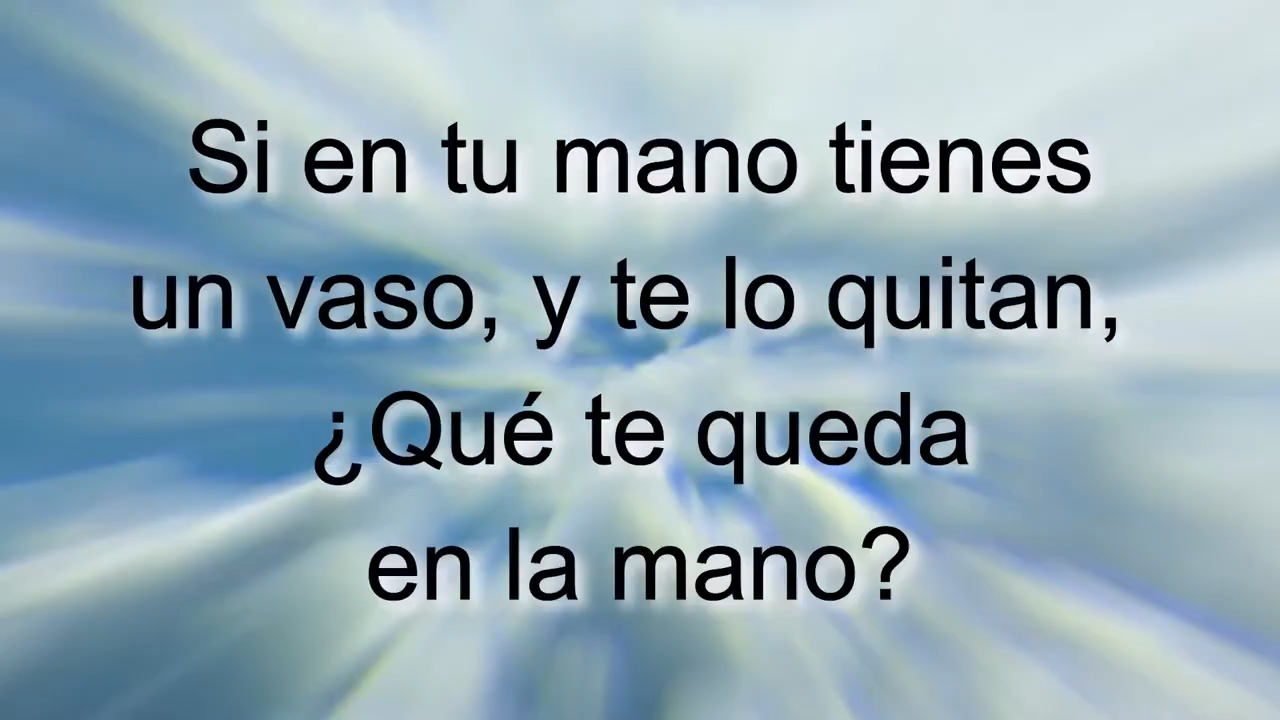 Si en tu mano tienes
un vaso, y te lo quitan,
¿Qué te queda
en la mano?